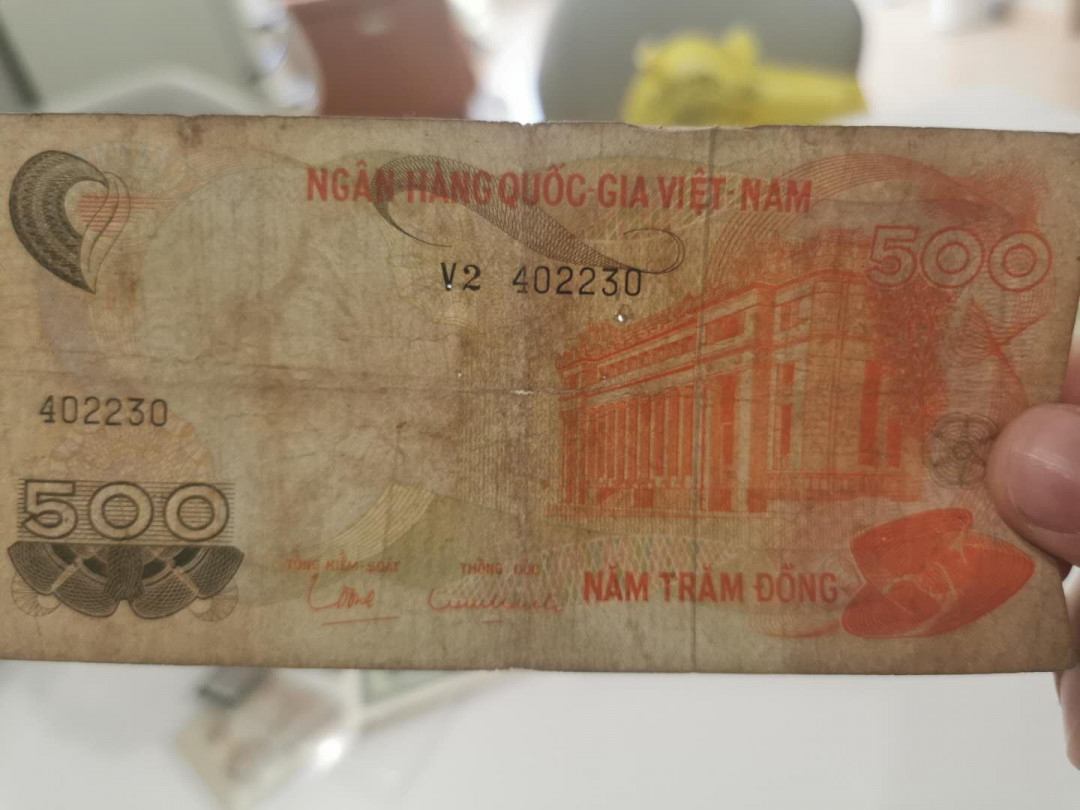 NGÂN HÀNG QUỐC-GIA VIỆT-NAM
500
V2 402230
402230
500
TỔNG KIỂM-SOÁT
THỐNG ĐỐC
NĂM TRĂM ĐỒNG